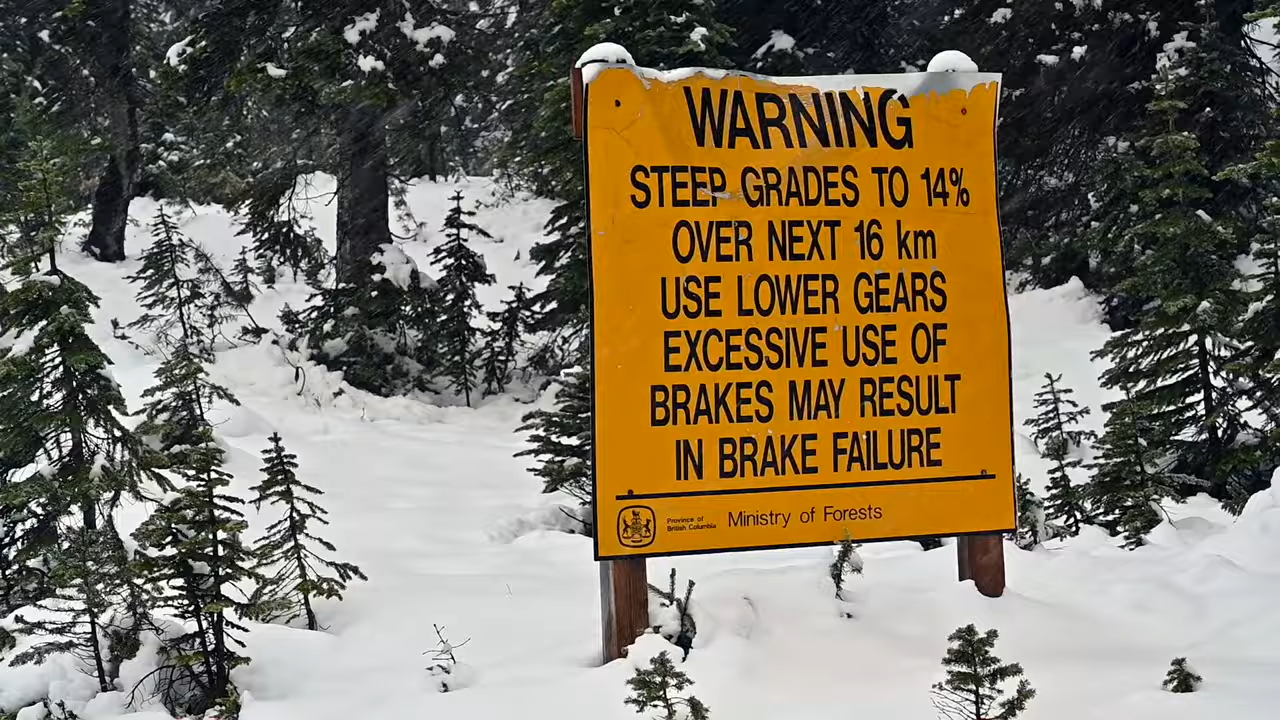 WARNING
STEEP GRADES TO 14%
OVER NEXT 16 km
USE LOWER GEARS
EXCESSIVE USE OF
BRAKES MAY RESULT
IN BRAKE FAILURE
Province of
British Columbia
Ministry of Forests